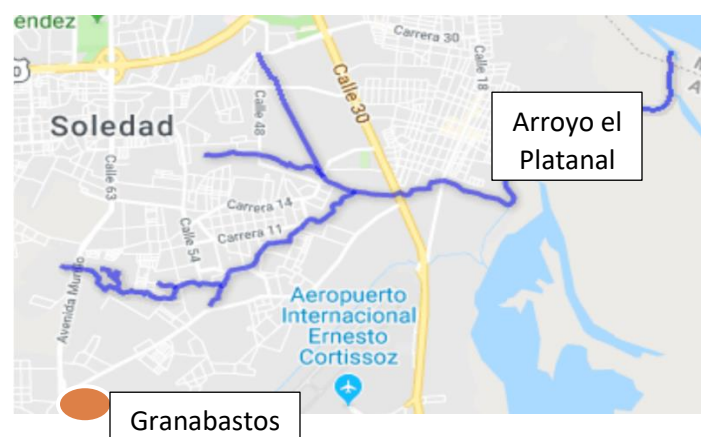 endez
Carrera 30
Calle 18
Calle 30
Calle 48
Arroyo el
Platanal
Soledad
Calle 63
Carrera 14
Carrera 11
Calle 54
Avenida Murillo
Aeropuerto
Internacional
Ernesto
Cortissoz
Granabastos